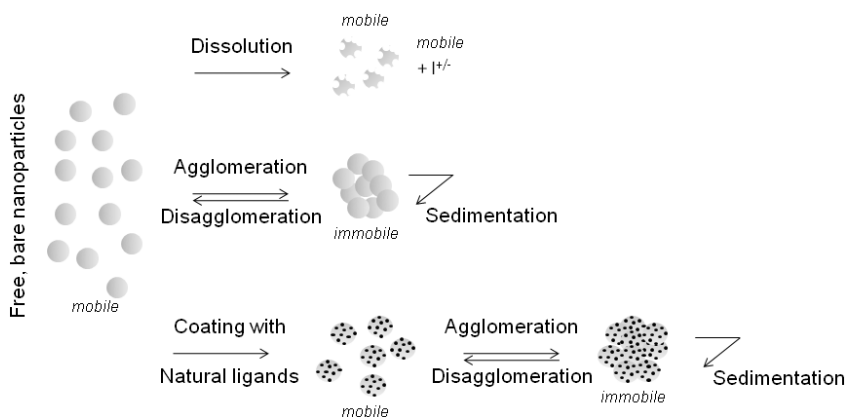 Free, bare nanoparticles
mobile
Dissolution
mobile
mobile
+ I+/-
Agglomeration
Disagglomeration
immobile
Sedimentation
Coating with
Natural ligands
mobile
Agglomeration
Disagglomeration
immobile
Sedimentation